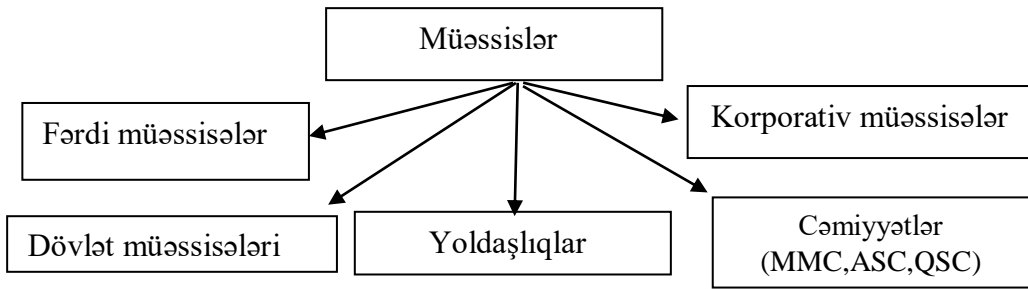 Müəssislər
Fərdi müəssisələr
Korporativ müəssisələr
Dövlət müəssisələri
Yoldaşlıqlar
Cəmiyyətlər
(MMC,ASC,QSC)